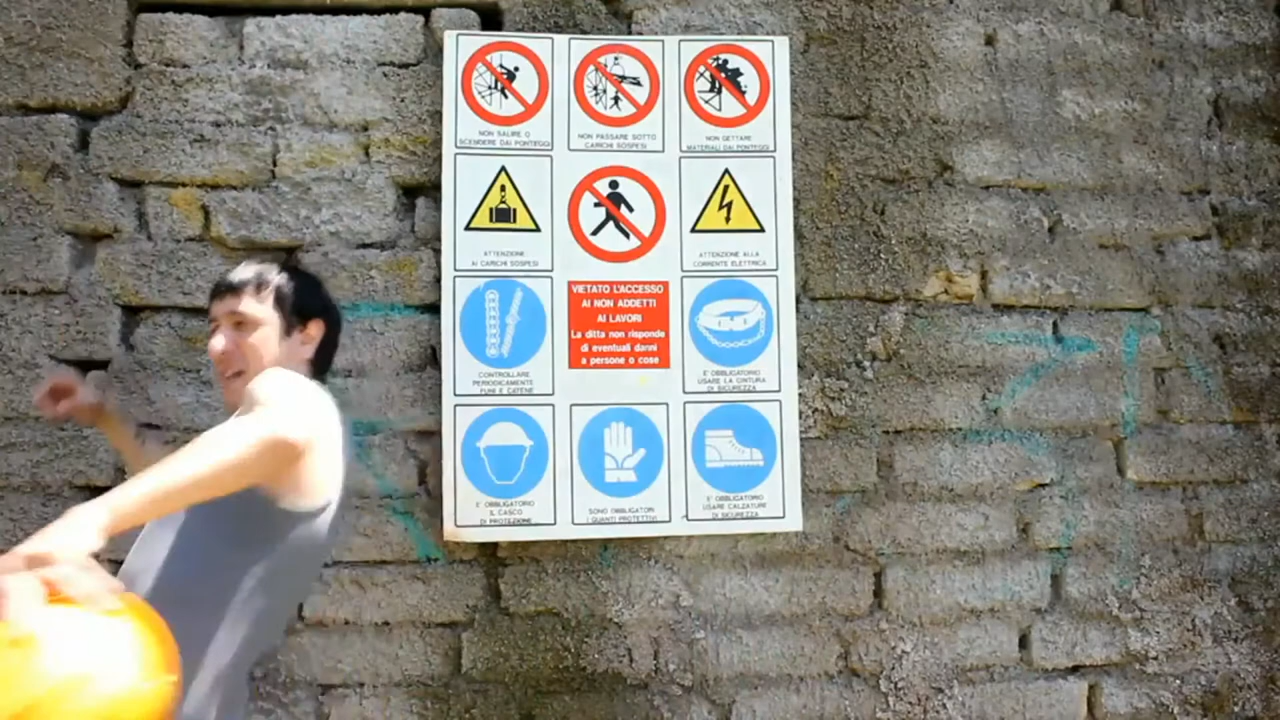 NON SALIRE O
SCENDERE DAI PONTEGGI
NON PASSARE SOTTO
CARICHI SOSPESI
NON GETTARE
MATERIALI DAI PONTEGGI
ATTENZIONE
AI CARICHI SOSPESI
ATTENZIONE ALLA
CORRENTE ELETTRICA
VIETATO L'ACCESSO
AI NON ADDETTI
AI LAVORI
La ditta non risponde
di eventuali danni
a persone o cose
CONTROLLARE
PERIODICAMENTE
FUNI E CATENE
E' OBBLIGATORIO
USARE LA CINTURA
DI SICUREZZA
E' OBBLIGATORIO
IL CASCO
DI PROTEZIONE
SONO OBBLIGATORI
I GUANTI PROTETTIVI
E' OBBLIGATORIO
USARE CALZATURE
DI SICUREZZA